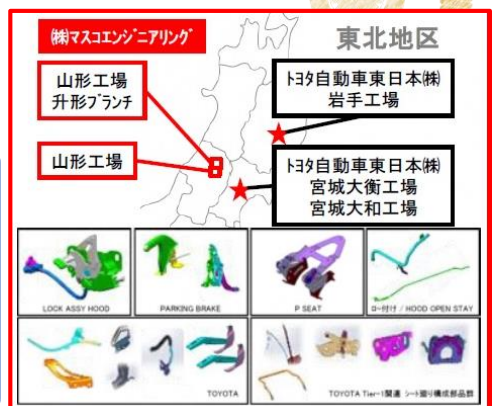 ㈱マスコエンジニアリング
東北地区
山形工場
升形ブランチ
トヨタ自動車東日本㈱
岩手工場
山形工場
トヨタ自動車東日本㈱
宮城大衡工場
宮城大和工場
LOCK ASSY HOOD
PARKING BRAKE
P SEAT
ロー付け / HOOD OPEN STAY
TOYOTA
TOYOTA Tier-1関連 シート廻り構成部品群